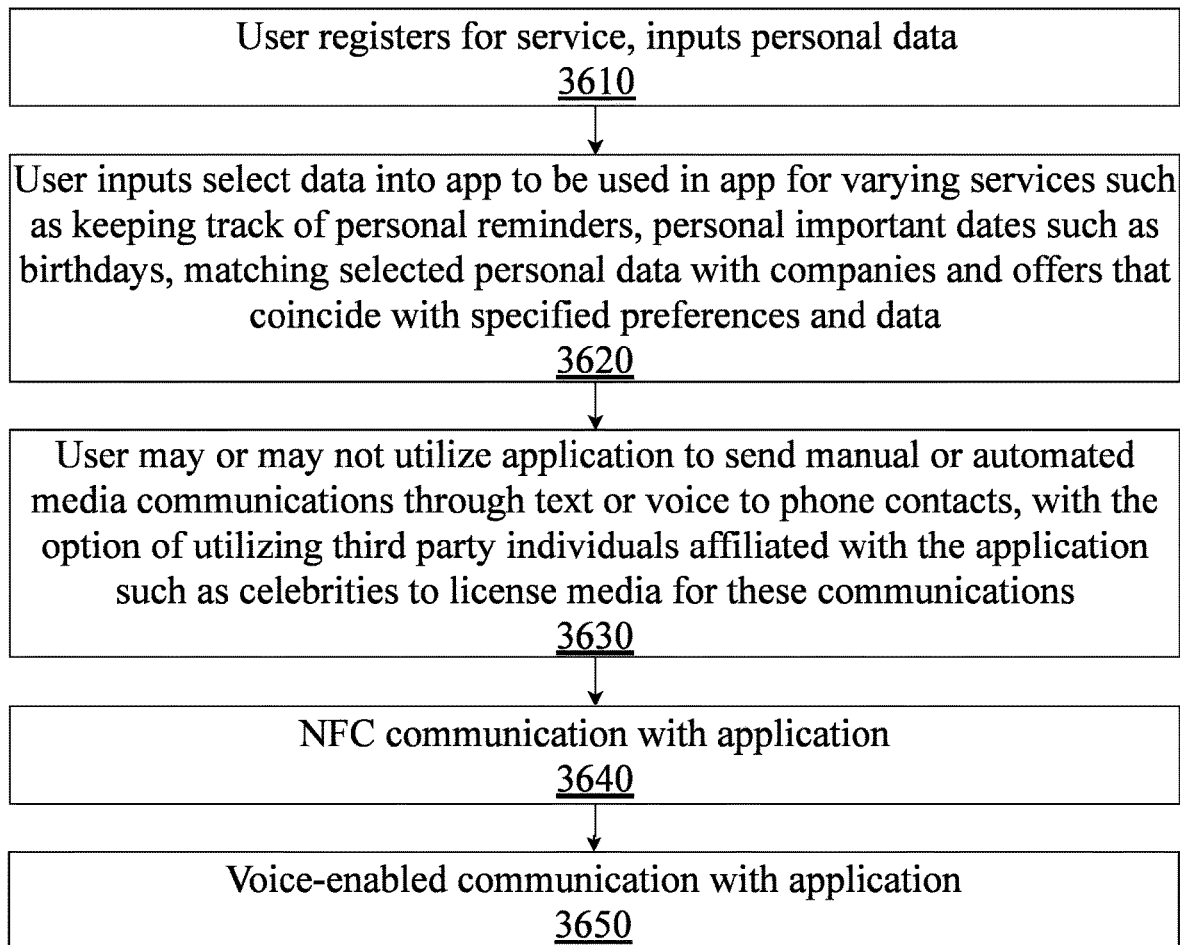 User registers for service, inputs personal data
3610
User inputs select data into app to be used in app for varying services such
as keeping track of personal reminders, personal important dates such as
birthdays, matching selected personal data with companies and offers that
coincide with specified preferences and data
3620
User may or may not utilize application to send manual or automated
media communications through text or voice to phone contacts, with the
option of utilizing third party individuals affiliated with the application
such as celebrities to license media for these communications
3630
NFC communication with application
3640
Voice-enabled communication with application
3650